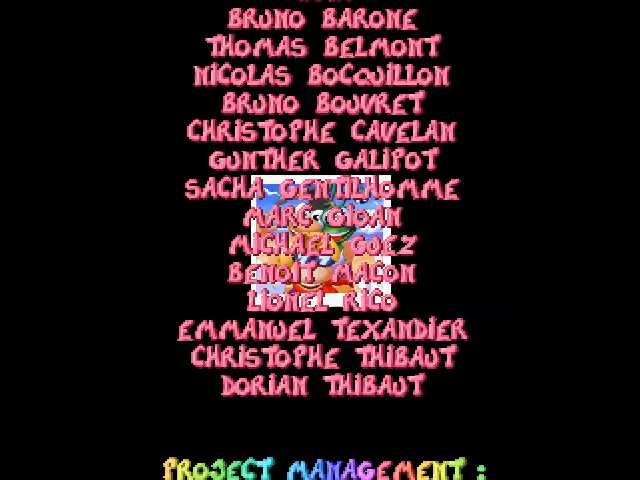 BRUNO BARONE
THOMAS BELMONT
NICOLAS BOCQUILLON
BRUNO BOUVRET
CHRISTOPHE CAVELAN
GUNTHER GALIPOT
SACHA GENTILHOMME
MARC GIOAN
MICHAEL GUEZ
BENOIT MACON
LIONEL RICO
EMMANUEL TEXANDIER
CHRISTOPHE THIBAUT
DORIAN THIBAUT
PROJECT MANAGEMENT :